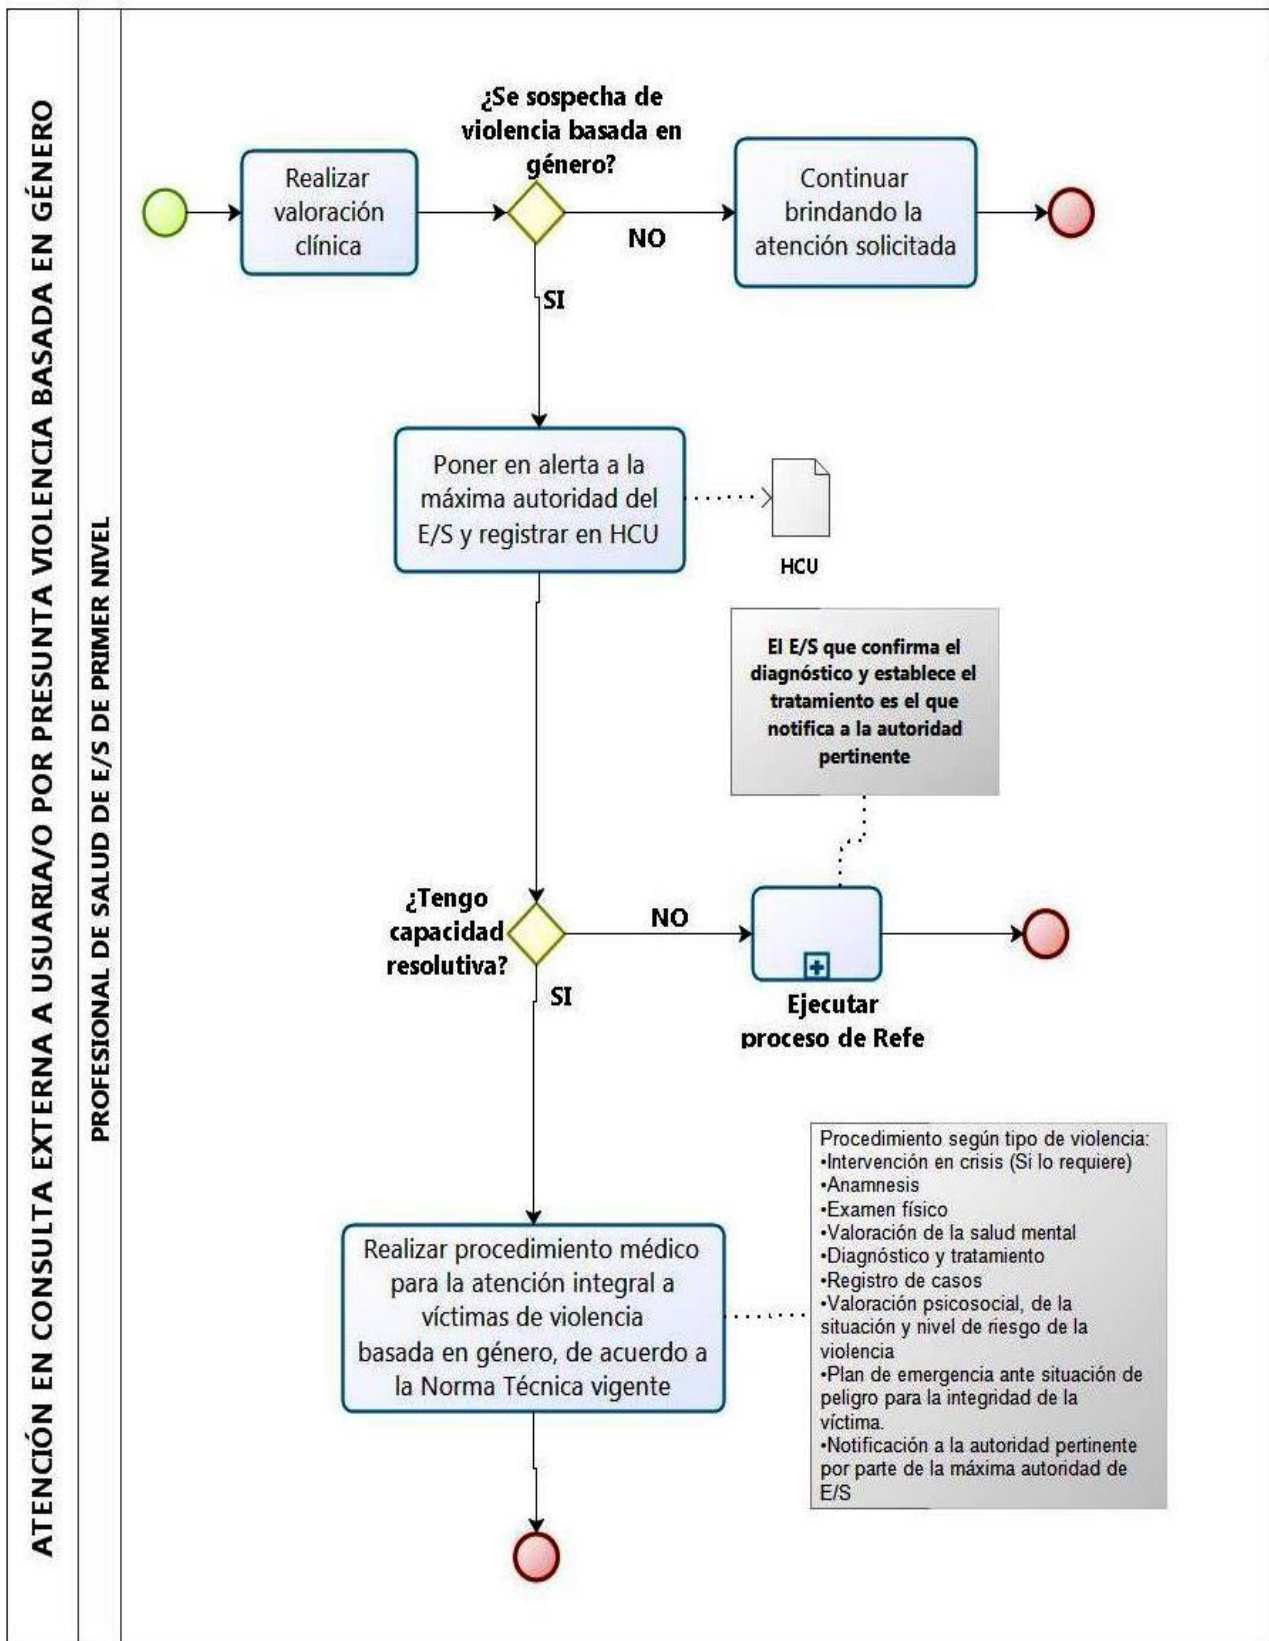 ATENCIÓN EN CONSULTA EXTERNA A USUARIA/O POR PRESUNTA VIOLENCIA BASADA EN GÉNERO
PROFESIONAL DE SALUD DE E/S DE PRIMER NIVEL
¿Se sospecha de
violencia basada en
género?
Realizar
valoración
clínica
NO
Continuar
brindando la
atención solicitada
SI
Poner en alerta a la
máxima autoridad del
E/S y registrar en HCU
HCU
El E/S que confirma el
diagnóstico y establece el
tratamiento es el que
notifica a la autoridad
pertinente
¿Tengo
capacidad
resolutiva?
NO
SI
Ejecutar
proceso de Refe
Realizar procedimiento médico
para la atención integral a
víctimas de violencia
basada en género, de acuerdo a
la Norma Técnica vigente
Procedimiento según tipo de violencia:
•Intervención en crisis (Si lo requiere)
•Anamnesis
•Examen físico
•Valoración de la salud mental
•Diagnóstico y tratamiento
•Registro de casos
•Valoración psicosocial, de la
situación y nivel de riesgo de la
violencia
•Plan de emergencia ante situación de
peligro para la integridad de la
víctima.
•Notificación a la autoridad pertinente
por parte de la máxima autoridad de
E/S